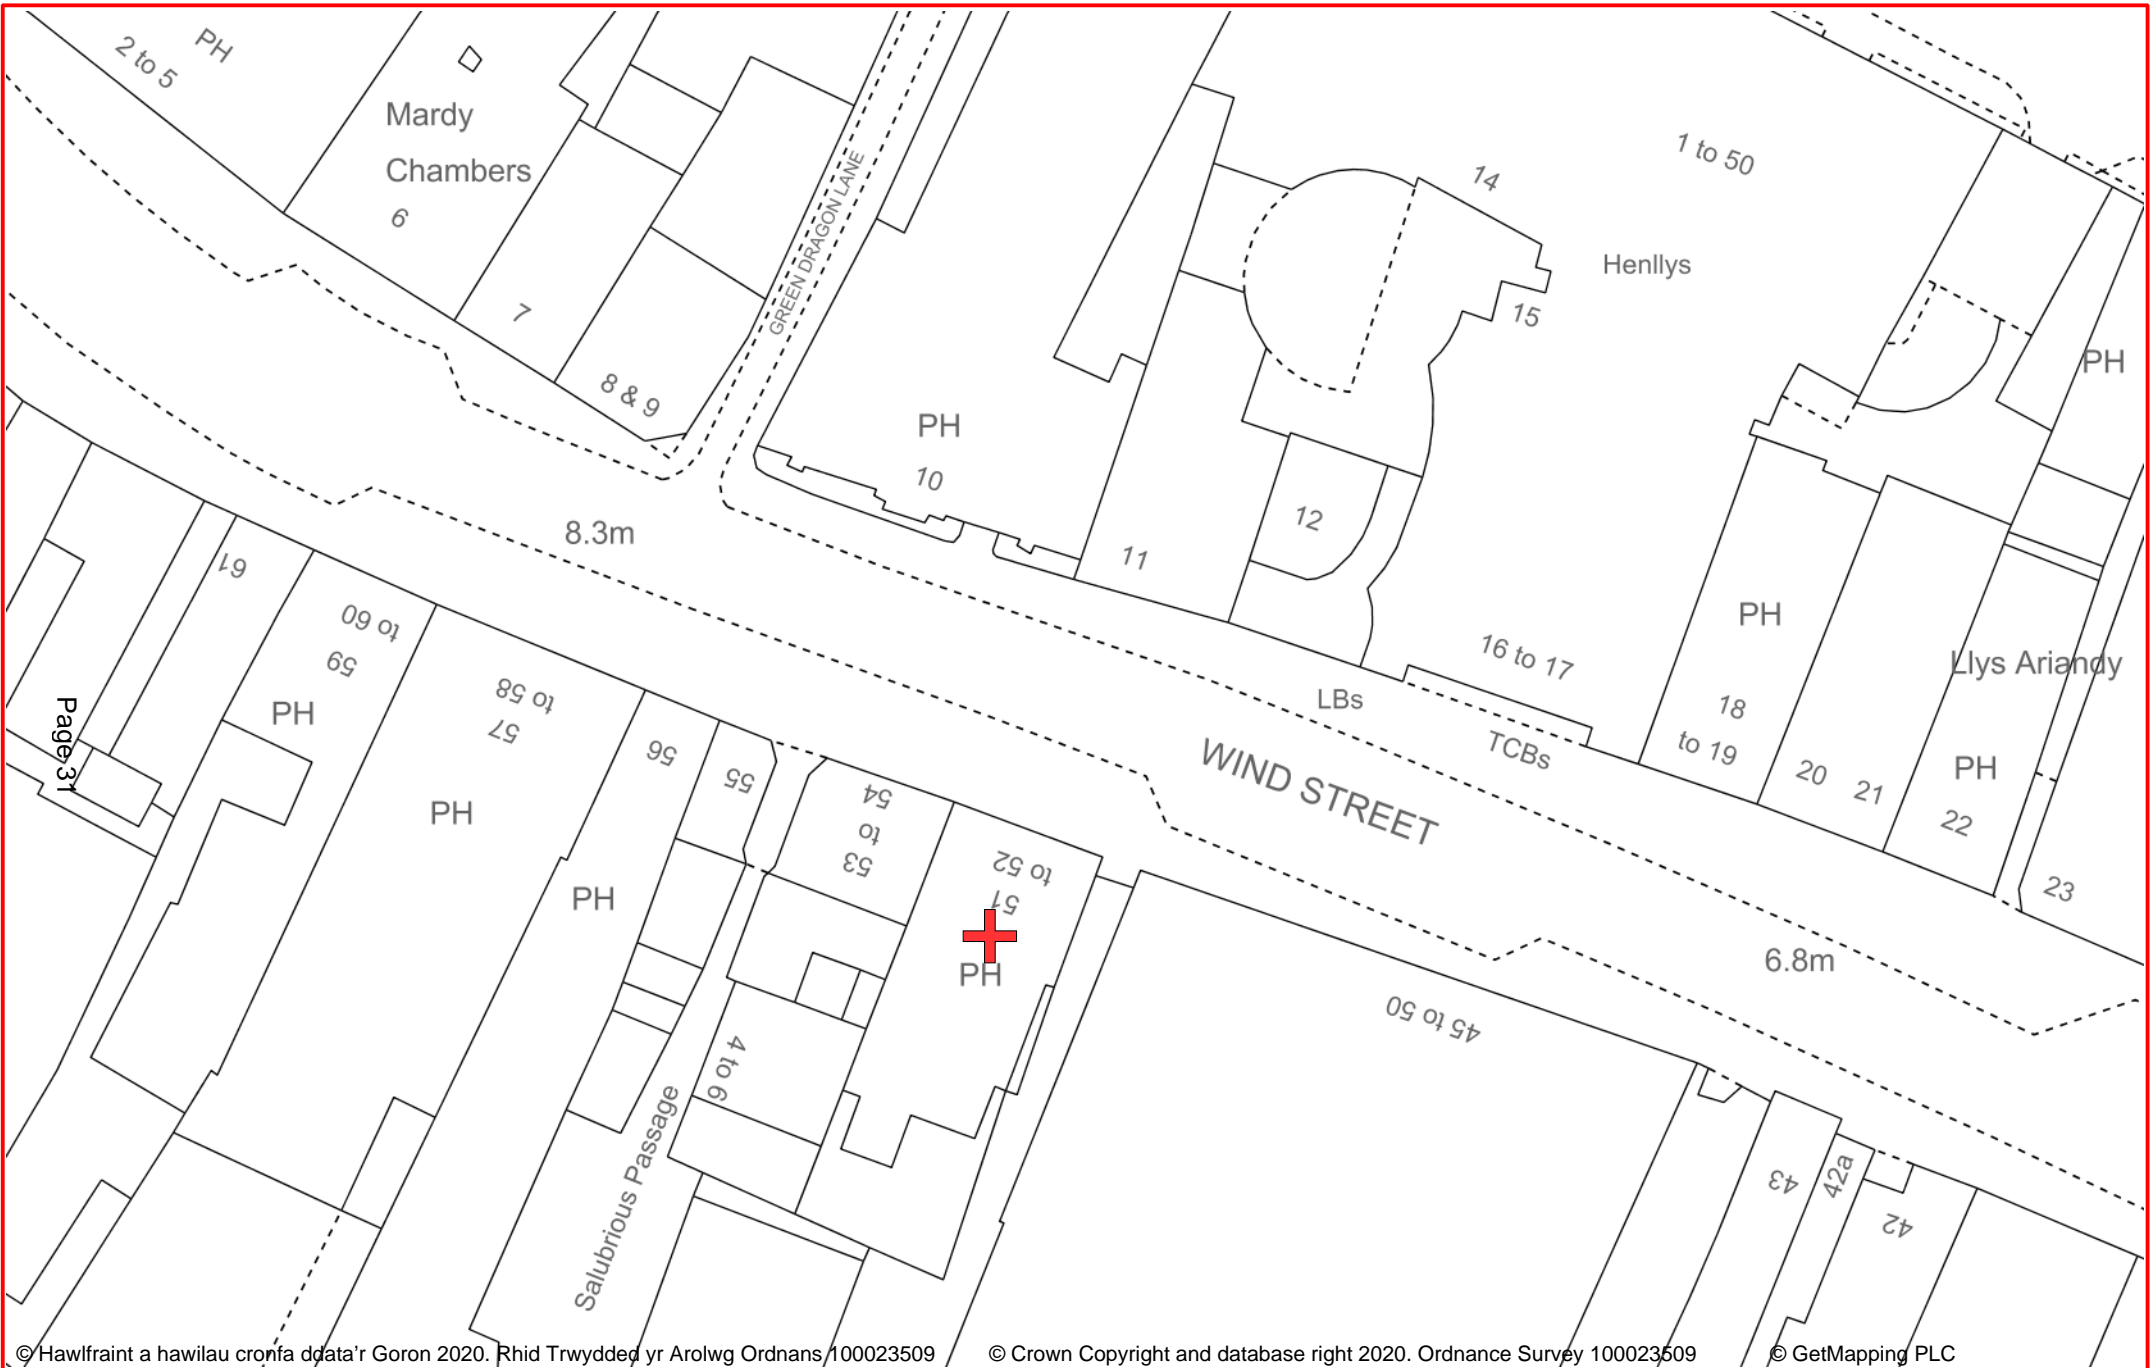 PH
2 to 5
Mardy
Chambers
6
7
8 & 9
GREEN DRAGON LANE
PH
10
11
12
14
15
1 to 50
Henllys
PH
8.3m
61
59
to 60
PH
57
to 58
PH
56
PH
55
53
to
54
51
to 52
PH
4 to 6
Salubrious Passage
WIND STREET
LBs
TCBs
16 to 17
PH
18
to 19
20
21
Llys Ariandy
PH
22
23
6.8m
45 to 50
43
42a
42
Page 31
© Hawlfraint a hawilau cronfa ddata'r Goron 2020. Rhid Trwydded yr Arolwg Ordnans 100023509
© Crown Copyright and database right 2020. Ordnance Survey 100023509
© GetMapping PLC